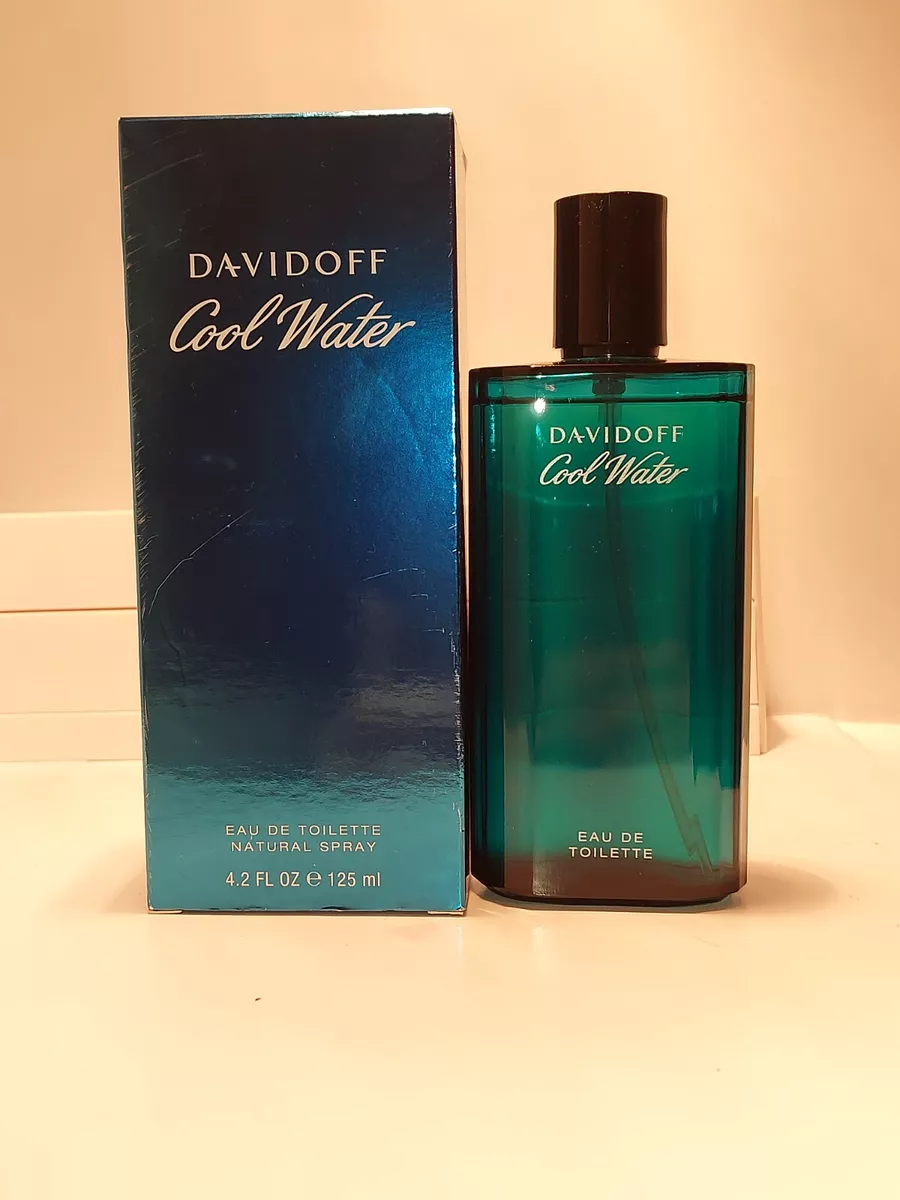 DAVIDOFF
Cool Water
EAU DE TOILETTE
NATURAL SPRAY
4.2 FL OZ ℮ 125 ml
DAVIDOFF
Cool Water
EAU DE
TOILETTE